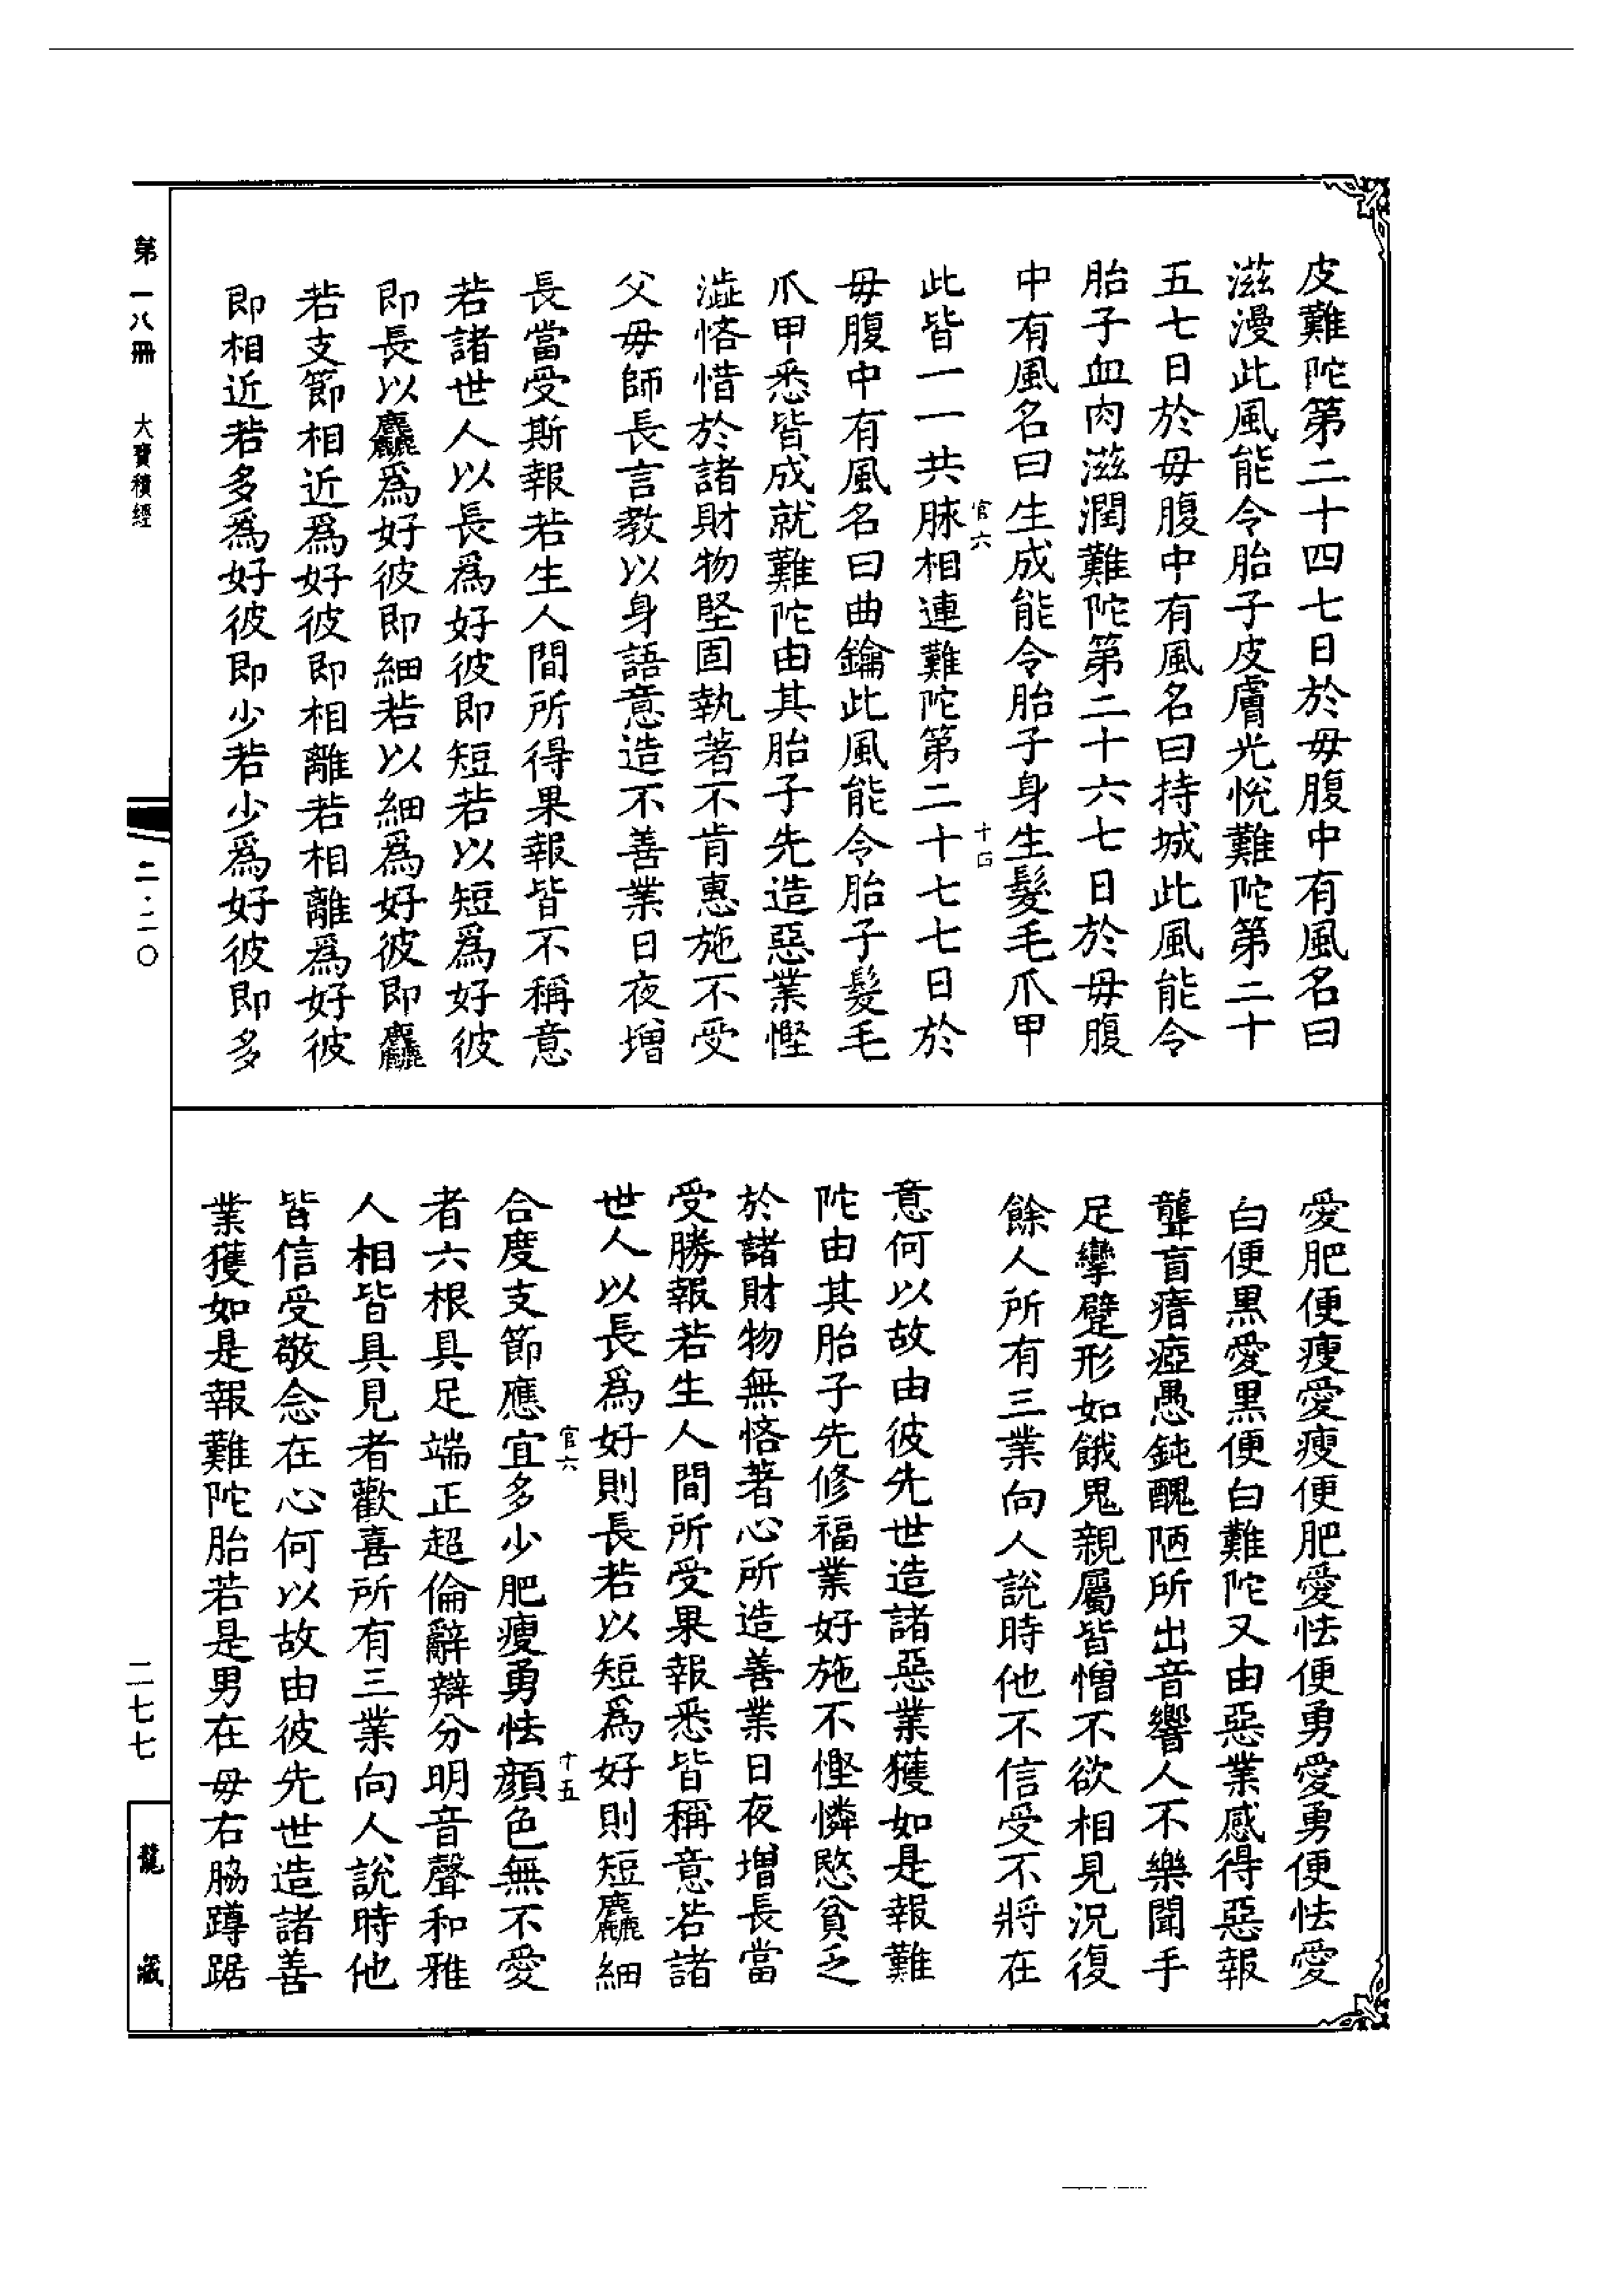 皮難陀第二十四七日於毋腹中有風名曰
滋漫此風能令胎子皮膚光悅難陀第二十
五七日於毋腹中有風名曰持城此風能令
胎子血肉滋潤難陀第二十六七日於毋腹
中有風名曰生成能令胎子身生髮毛爪甲
官六 十四
此皆一一共脉相連難陀第二十七七日於
毋腹中有風名曰曲鑰此風能令胎子髮毛
爪甲悉皆成就難陀由其胎子先造惡業慳
澁悋惜於諸財物堅固執著不肯惠施不受
父毋師長言教以身語意造不善業日夜增
長當受斯報若生人間所得果報皆不稱意
若諸世人以長爲好彼即短若以短爲好彼
即長以麤爲好彼即細若以細爲好彼即麤
若支節相近爲好彼即相離若相離爲好彼
即相近若多爲好彼即少若少爲好彼即多
愛肥便瘦愛瘦便肥愛怯便勇愛勇便怯愛
白便黒愛黒便白難陀又由惡業感得惡報
聾盲瘖瘂愚鈍醜陋所出音響人不樂聞手
足攣躄形如餓鬼親屬皆憎不欲相見況復
餘人所有三業向人說時他不信受不將在
意何以故由彼先世造諸惡業獲如是報難
陀由其胎子先修福業好施不慳憐愍貧乏
於諸財物無悋著心所造善業日夜增長當
受勝報若生人間所受果報悉皆稱意若諸
世人以長爲好則長若以短爲好則短麤細
官六 十五
合度支節應宜多少肥瘦勇怯顔色無不愛
者六根具足端正超倫辭辯分明音聲和雅
人相皆具見者歡喜所有三業向人說時他
皆信受敬念在心何以故由彼先世造諸善
業獲如是報難陀胎若是男在毋右脇蹲踞
第一八冊 大寶積經
二·二〇
二七七
龍藏